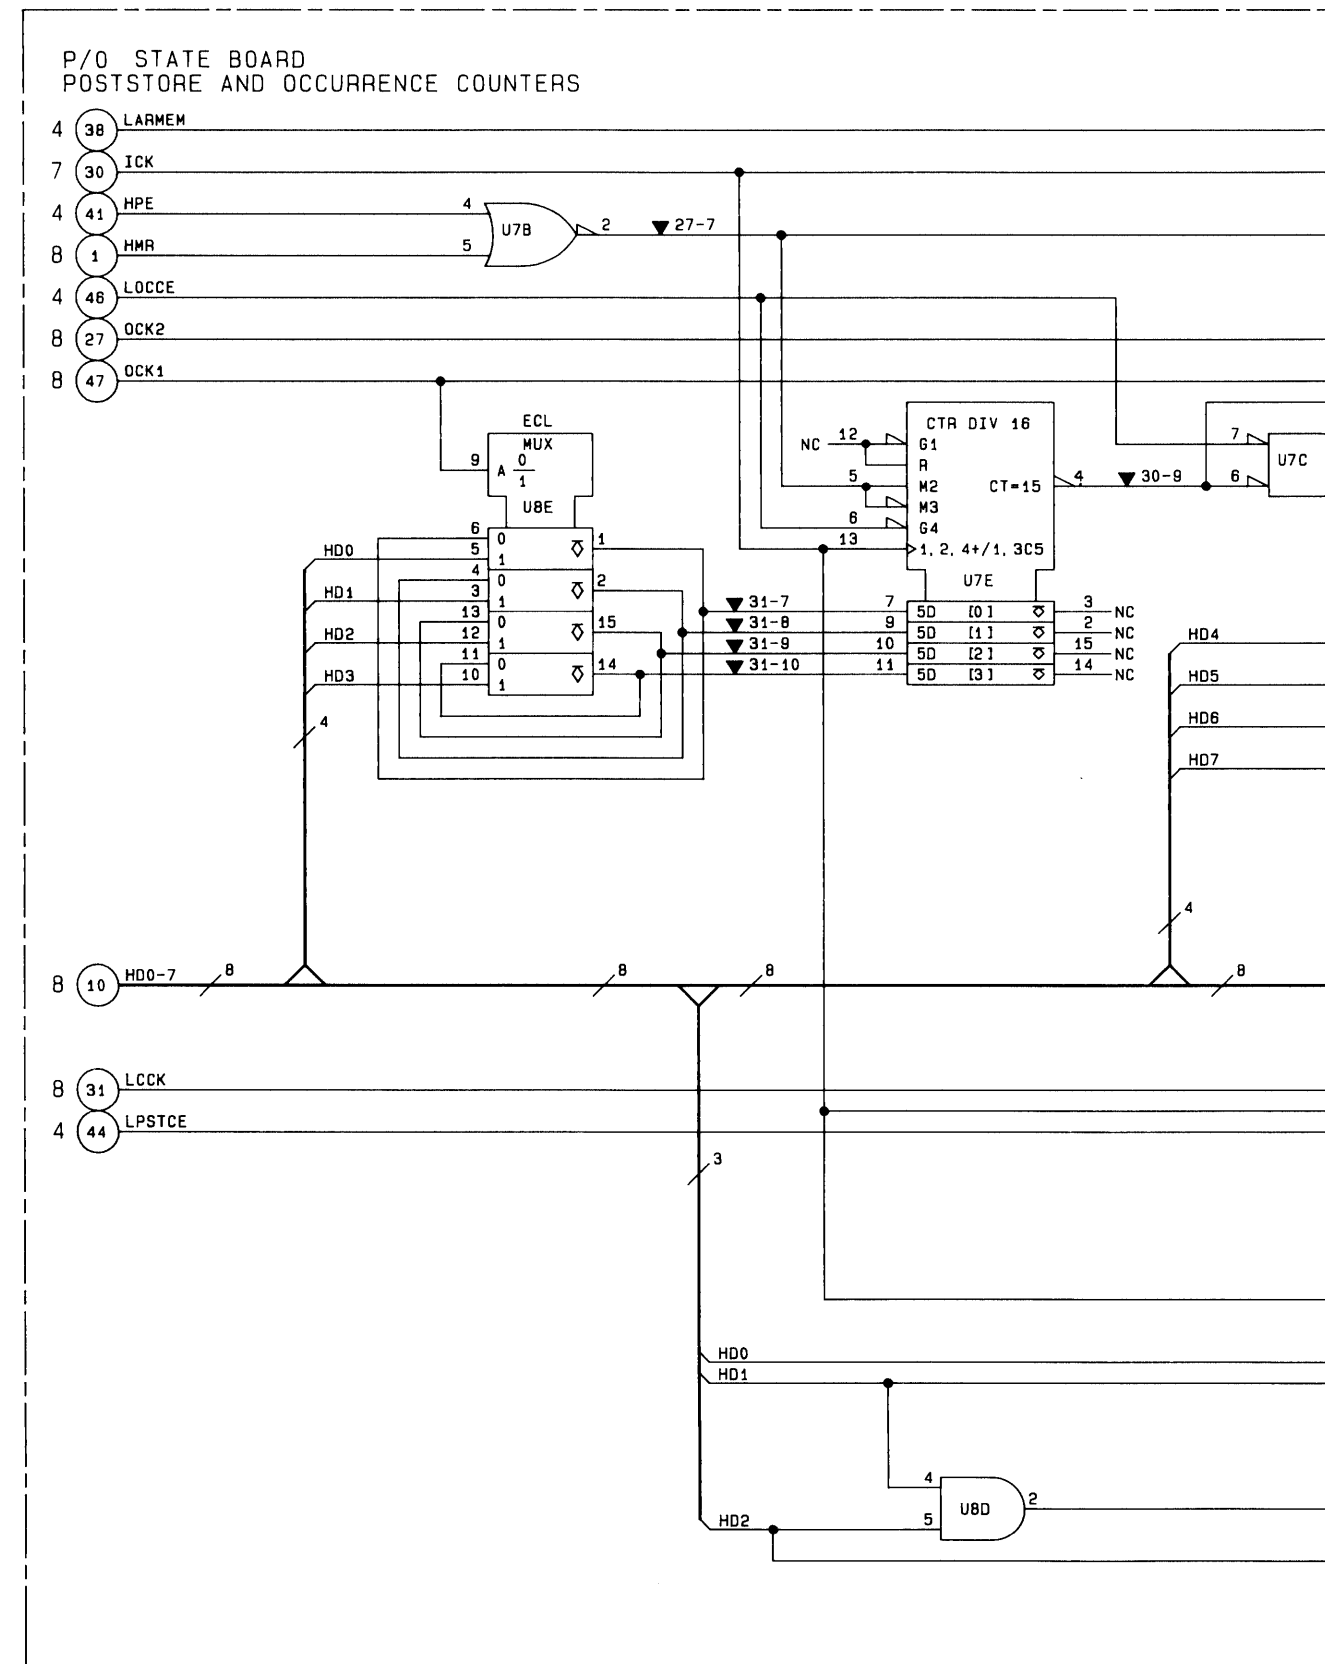 P/O STATE BOARD
POSTSTORE AND OCCURRENCE COUNTERS
4 38 LARMEM
7 30 ICK
4 41 HPE 4
U7B 2 27-7
8 1 HMR 5
4 46 LOCCE
8 27 OCK2
8 47 OCK1
ECL
MUX
9 A 0
1
U8E
CTR DIV 16
NC 12 G1
R
5 M2 CT=15 4 30-9
M3
6 G4
13 1, 2, 4+/1, 3C5
U7E
7
6
U7C
6 0 1
HD0 5 1
4 0 2
HD1 3 1
13 0 15
HD2 12 1
11 0 14
HD3 10 1
31-7 7 5D [0] 3 NC
31-8 9 5D [1] 2 NC
31-9 10 5D [2] 15 NC
31-10 11 5D [3] 14 NC
HD4
HD5
HD6
HD7
4
4
8 10 HD0-7 8 8 8 8
8 31 LCCK
4 44 LPSTCE
3
HD0
HD1
4
U8D 2
HD2 5